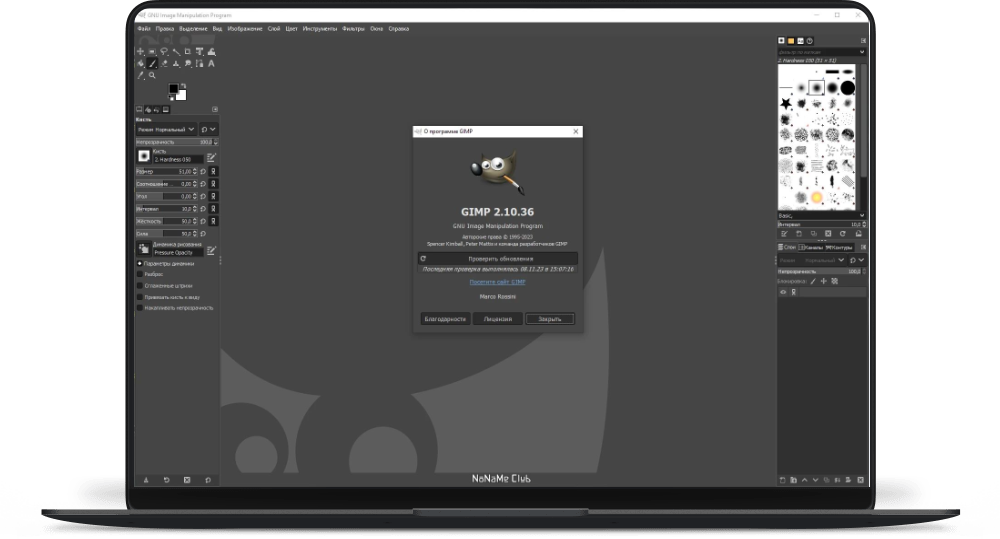 GNU Image Manipulation Program
Файл Правка Выделение Вид Изображение Слой Цвет Инструменты Фильтры Окна Справка
Кисть
Режим Нормальный
Непрозрачность 100,0
Кисть
2. Hardness 050
Размер 51,00
Соотношение ... 0,00
Угол 0,00
Интервал 10,0
Жёсткость 50,0
Сила 50,0
Динамика рисования
Pressure Opacity
Параметры динамики
Разброс
Сглаженные штрихи
Привязать кисть к виду
Накапливать непрозрачность
О программе GIMP
GIMP 2.10.36
GNU Image Manipulation Program
Авторские права © 1995-2023
Spencer Kimball, Peter Mattis и команда разработчиков GIMP
Проверить обновления
Последняя проверка выполнялась 08.11.23 в 15:07:16
Посетите сайт GIMP
Marco Rossini
Благодарности Лицензия Закрыть
2. Hardness 050 (51 × 51)
Basic,
Интервал 10,0
Слои Каналы Контуры
Режим Нормальный
Непрозрачность 100,0
Блокировка:
NoNaMe Club